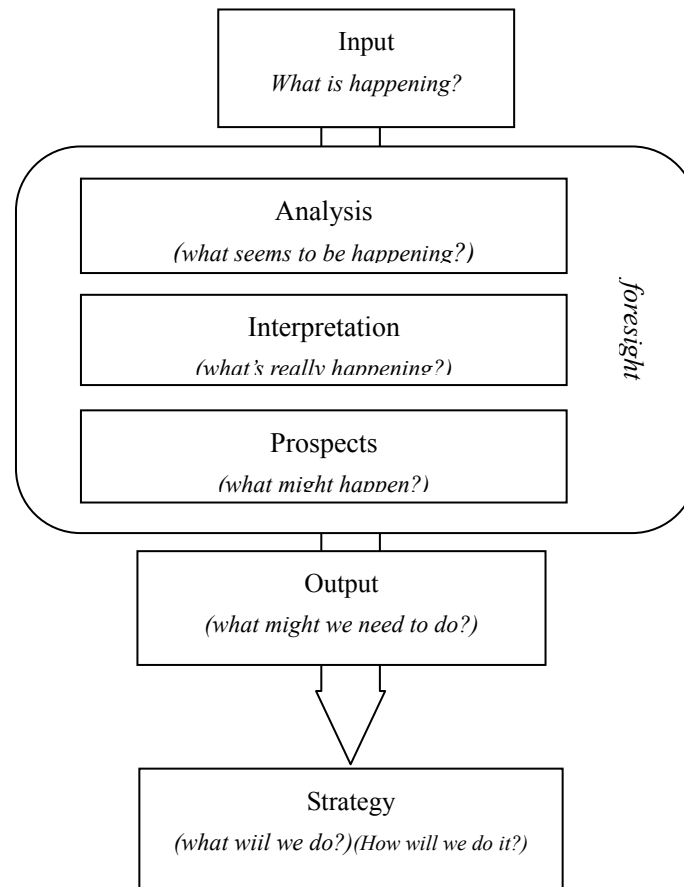 Input
What is happening?
Analysis
(what seems to be happening?)
Interpretation
(what's really happening?)
Prospects
(what might happen?)
foresight
Output
(what might we need to do?)
Strategy
(what wiil we do?)(How will we do it?)